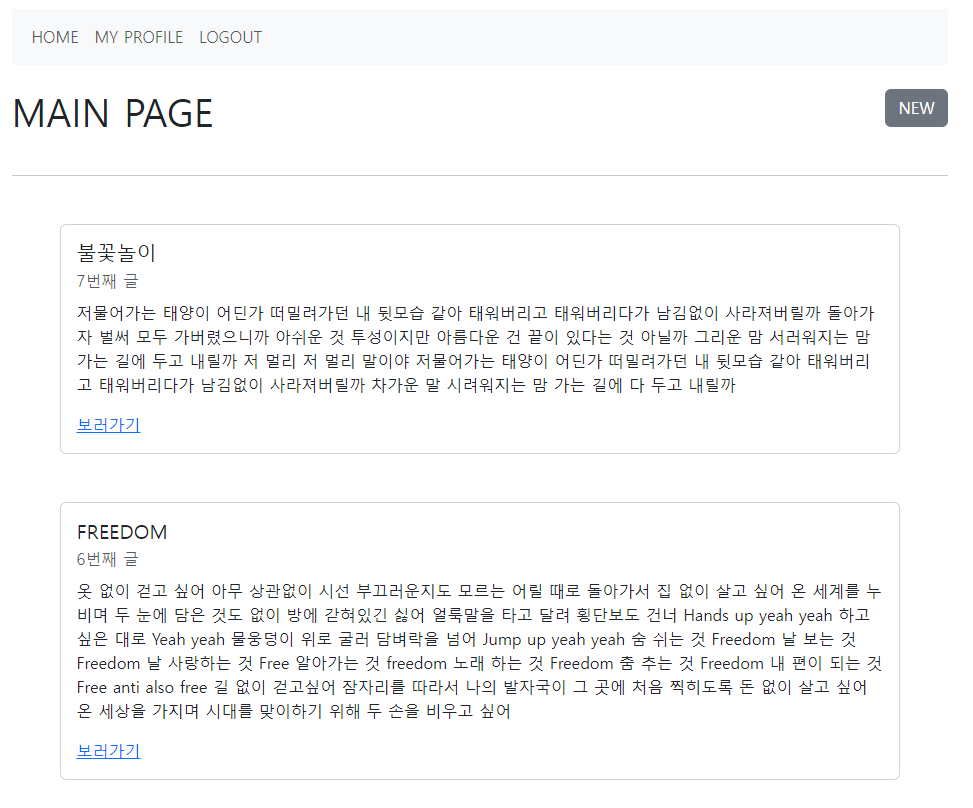 HOME MY PROFILE LOGOUT
MAIN PAGE
NEW
불꽃놀이
7번째 글
저물어가는 태양이 어딘가 떠밀려가던 내 뒷모습 같아 태워버리고 태워버리다가 남김없이 사라져버릴까 돌아가
자 벌써 모두 가버렸으니까 아쉬운 것 투성이지만 아름다운 건 끝이 있다는 것 아닐까 그리운 맘 서러워지는 맘
가는 길에 두고 내릴까 저 멀리 저 멀리 말이야 저물어가는 태양이 어딘가 떠밀려가던 내 뒷모습 같아 태워버리
고 태워버리다가 남김없이 사라져버릴까 차가운 말 시려워지는 맘 가는 길에 다 두고 내릴까
보러가기
FREEDOM
6번째 글
옷 없이 걷고 싶어 아무 상관없이 시선 부끄러운지도 모르는 어릴 때로 돌아가서 집 없이 살고 싶어 온 세계를 누
비며 두 눈에 담은 것도 없이 방에 갇혀있긴 싫어 얼룩말을 타고 달려 횡단보도 건너 Hands up yeah yeah 하고
싶은 대로 Yeah yeah 물웅덩이 위로 굴러 담벼락을 넘어 Jump up yeah yeah 숨 쉬는 것 Freedom 날 보는 것
Freedom 날 사랑하는 것 Free 알아가는 것 freedom 노래 하는 것 Freedom 춤 추는 것 Freedom 내 편이 되는 것
Free anti also free 길 없이 걷고싶어 잠자리를 따라서 나의 발자국이 그 곳에 처음 찍히도록 돈 없이 살고 싶어
온 세상을 가지며 시대를 맞이하기 위해 두 손을 비우고 싶어
보러가기